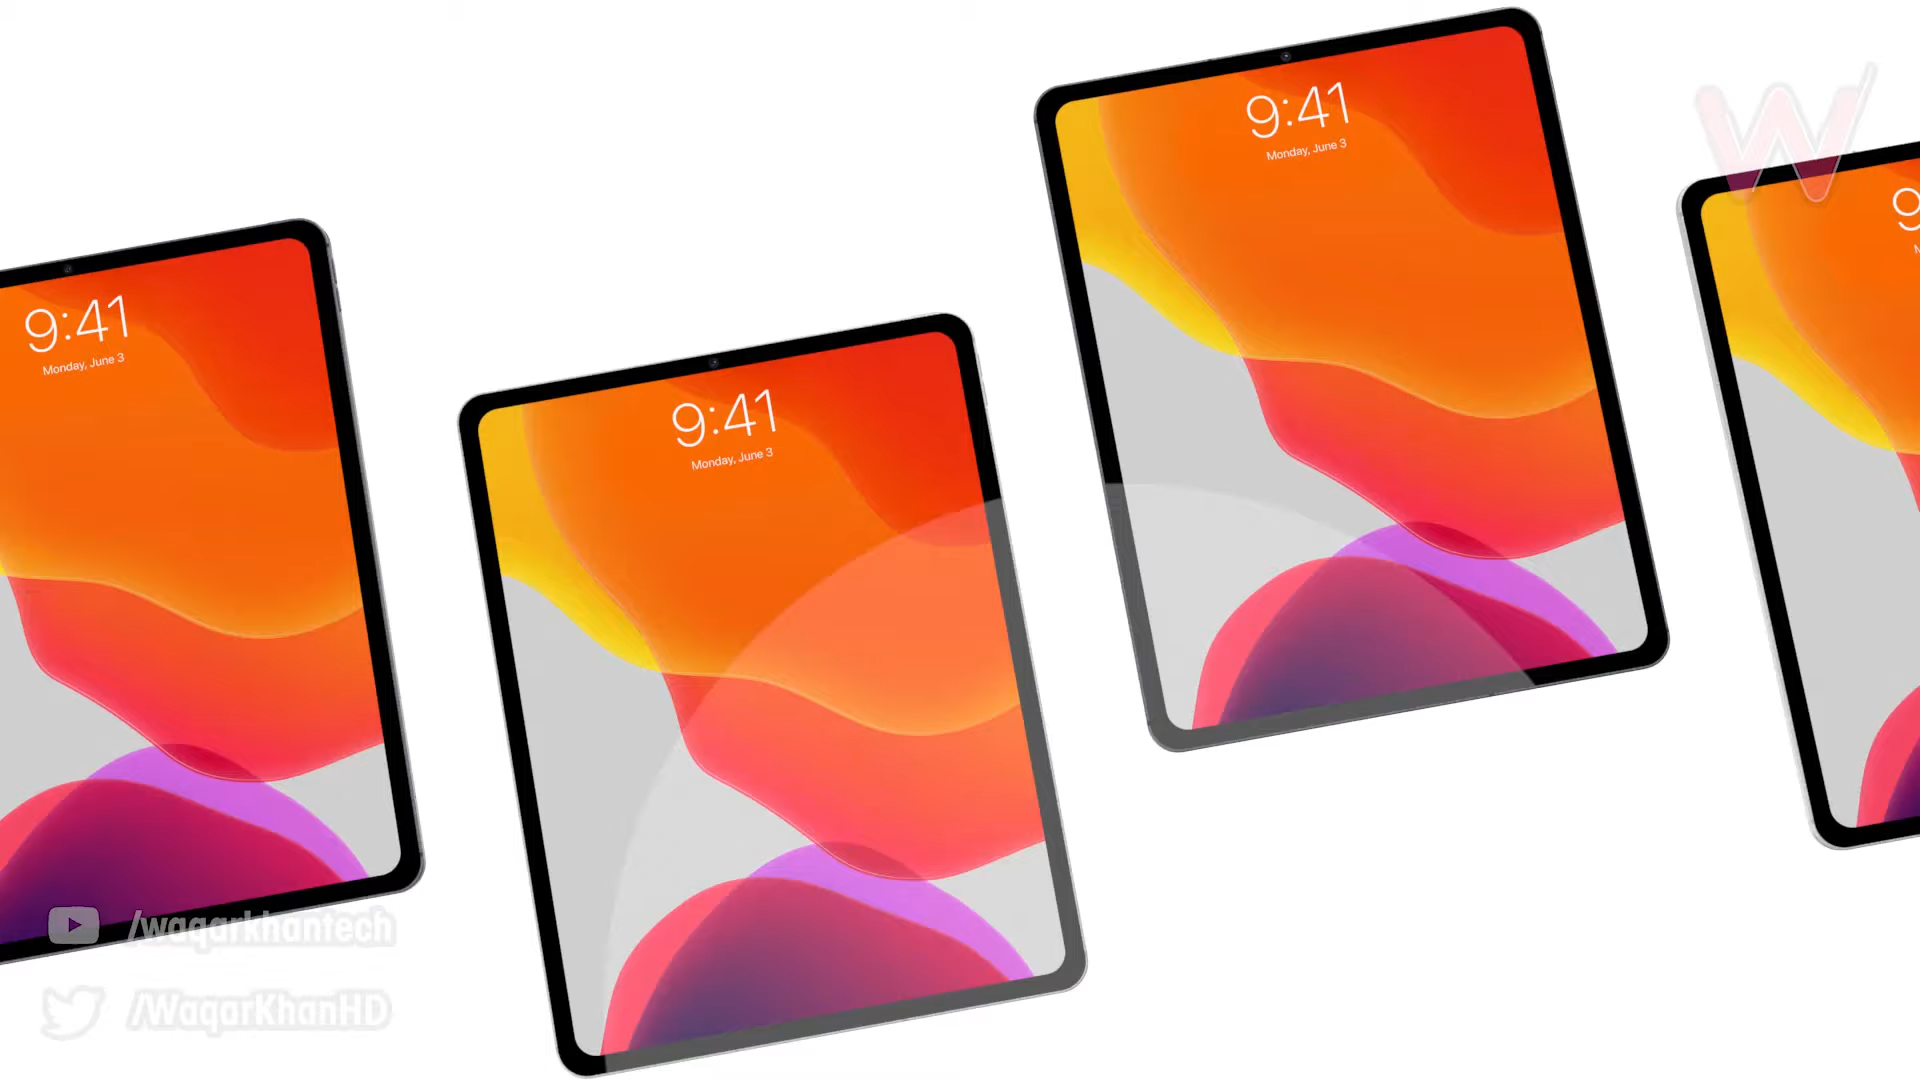 9:41
Monday, June 3
9:41
Monday, June 3
9:41
Monday, June 3
W
/waqarkhantech
/WaqarKhanHD